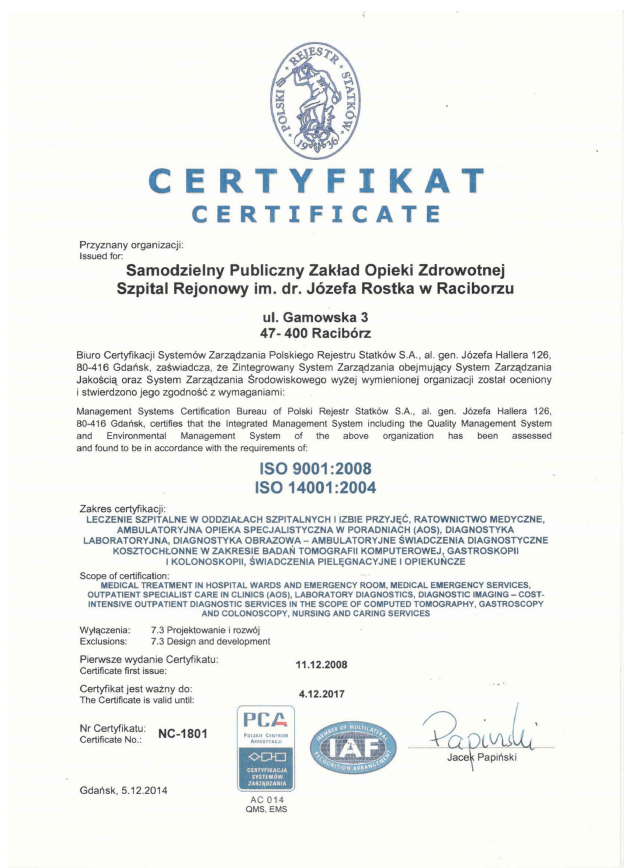 POLSKI REJESTR STATKÓW
1936
CERTYFIKAT
CERTIFICATE
Przyznany organizacji:
Issued for:
Samodzielny Publiczny Zakład Opieki Zdrowotnej
Szpital Rejonowy im. dr. Józefa Rostka w Raciborzu
ul. Gamowska 3
47- 400 Racibórz
Biuro Certyfikacji Systemów Zarządzania Polskiego Rejestru Statków S.A., al. gen. Józefa Hallera 126,
80-416 Gdańsk, zaświadcza, że Zintegrowany System Zarządzania obejmujący System Zarządzania
Jakością oraz System Zarządzania Środowiskowego wyżej wymienionej organizacji został oceniony
i stwierdzono jego zgodność z wymaganiami:
Management Systems Certification Bureau of Polski Rejestr Statków S.A., al. gen. Józefa Hallera 126,
80-416 Gdańsk, certifies that the Integrated Management System including the Quality Management System
and Environmental Management System of the above organization has been assessed
and found to be in accordance with the requirements of:
ISO 9001:2008
ISO 14001:2004
Zakres certyfikacji:
LECZENIE SZPITALNE W ODDZIAŁACH SZPITALNYCH I IZBIE PRZYJĘĆ, RATOWNICTWO MEDYCZNE,
AMBULATORYJNA OPIEKA SPECJALISTYCZNA W PORADNIACH (AOS), DIAGNOSTYKA
LABORATORYJNA, DIAGNOSTYKA OBRAZOWA – AMBULATORYJNE ŚWIADCZENIA DIAGNOSTYCZNE
KOSZTOCHŁONNE W ZAKRESIE BADAŃ TOMOGRAFII KOMPUTEROWEJ, GASTROSKOPII
I KOLONOSKOPII, ŚWIADCZENIA PIELĘGNACYJNE I OPIEKUŃCZE
Scope of certification:
MEDICAL TREATMENT IN HOSPITAL WARDS AND EMERGENCY ROOM, MEDICAL EMERGENCY SERVICES,
OUTPATIENT SPECIALIST CARE IN CLINICS (AOS), LABORATORY DIAGNOSTICS, DIAGNOSTIC IMAGING – COST-
INTENSIVE OUTPATIENT DIAGNOSTIC SERVICES IN THE SCOPE OF COMPUTED TOMOGRAPHY, GASTROSCOPY
AND COLONOSCOPY, NURSING AND CARING SERVICES
Wyłączenia: 7.3 Projektowanie i rozwój
Exclusions: 7.3 Design and development
Pierwsze wydanie Certyfikatu: 11.12.2008
Certificate first issue:
Certyfikat jest ważny do: 4.12.2017
The Certificate is valid until:
Nr Certyfikatu: NC-1801
Certificate No.:
PCA
POLSKIE CENTRUM
AKREDYTACJI
CERTYFIKACJA
SYSTEMÓW
ZARZĄDZANIA
AC 014
QMS, EMS
MEMBER OF MULTILATERAL
IAF
RECOGNITION ARRANGEMENT
Papiński
Jacek Papiński
Gdańsk, 5.12.2014